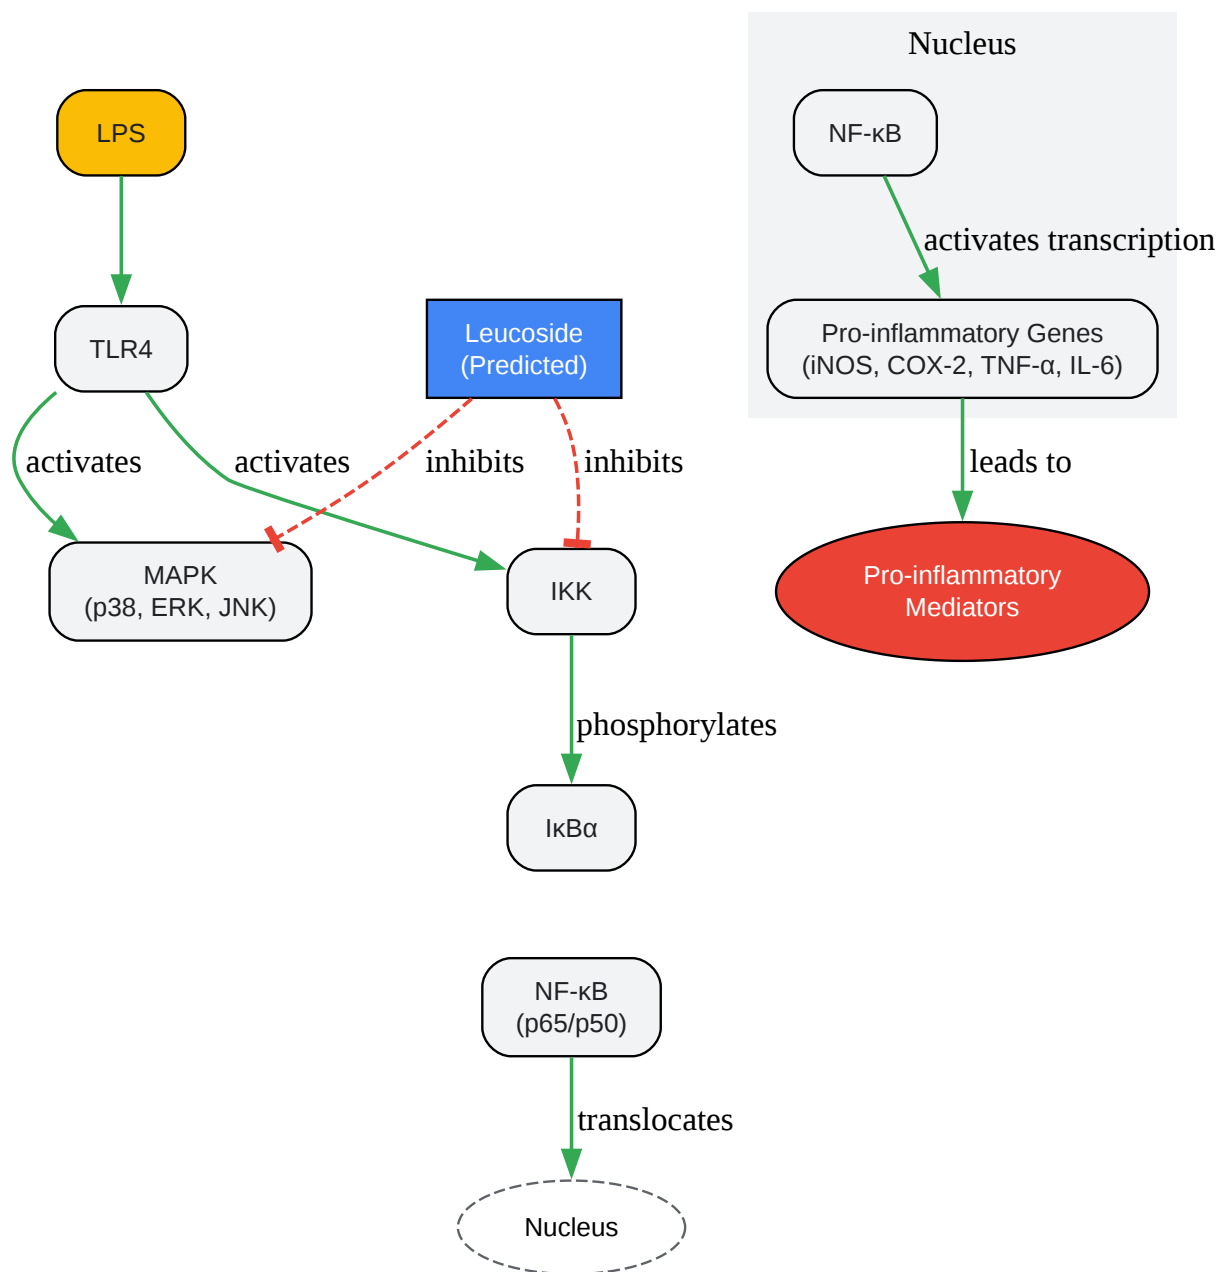 Nucleus
LPS
NF-κB
activates transcription
TLR4
Leucoside
(Predicted)
Pro-inflammatory Genes
(iNOS, COX-2, TNF-α, IL-6)
activates
activates
inhibits
inhibits
leads to
MAPK
(p38, ERK, JNK)
IKK
Pro-inflammatory
Mediators
phosphorylates
IκBα
NF-κB
(p65/p50)
translocates
Nucleus